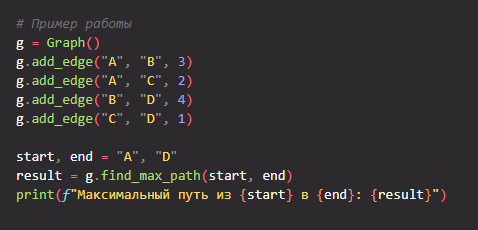 # Пример работы
g = Graph()
g.add_edge("A", "B", 3)
g.add_edge("A", "C", 2)
g.add_edge("B", "D", 4)
g.add_edge("C", "D", 1)
start, end = "A", "D"
result = g.find_max_path(start, end)
print(f"Максимальный путь из {start} в {end}: {result}")